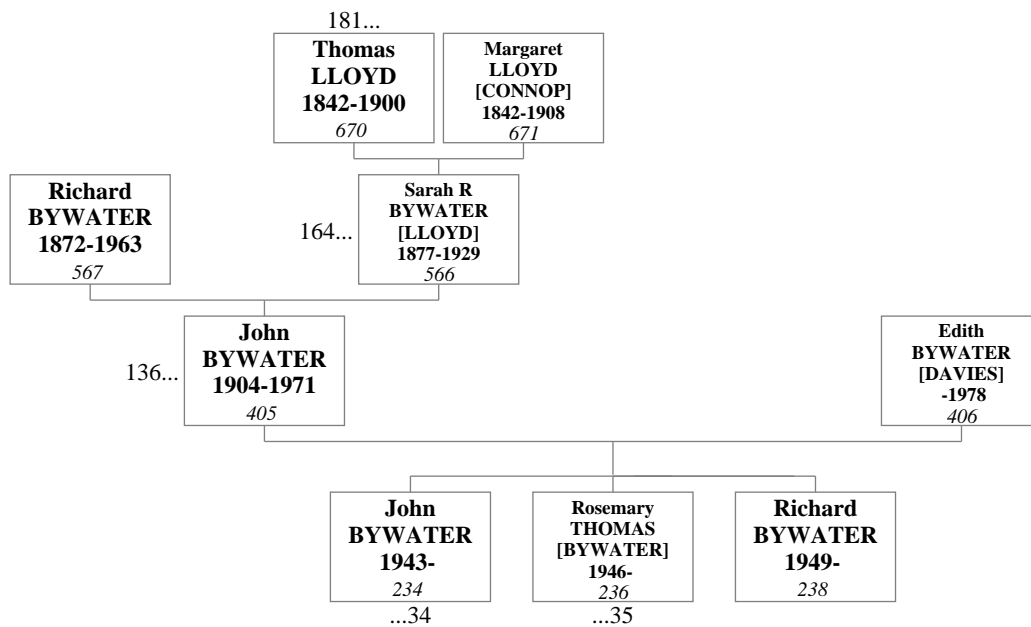 181...
Thomas
LLOYD
1842-1900
670
Margaret
LLOYD
[CONNOP]
1842-1908
671
Richard
BYWATER
1872-1963
567
164...
Sarah R
BYWATER
[LLOYD]
1877-1929
566
136...
John
BYWATER
1904-1971
405
Edith
BYWATER
[DAVIES]
-1978
406
John
BYWATER
1943-
234
...34
Rosemary
THOMAS
[BYWATER]
1946-
236
...35
Richard
BYWATER
1949-
238